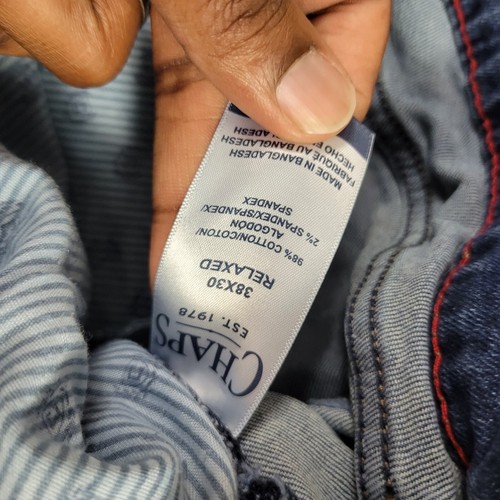 CHAPS
EST. 1978
38X30
RELAXED
98% COTTON/COTON/
ALGODÓN
2% SPANDEX/SPANDEX/
SPANDEX
MADE IN BANGLADESH
FABRIQUÉ AU BANGLADESH
HECHO E